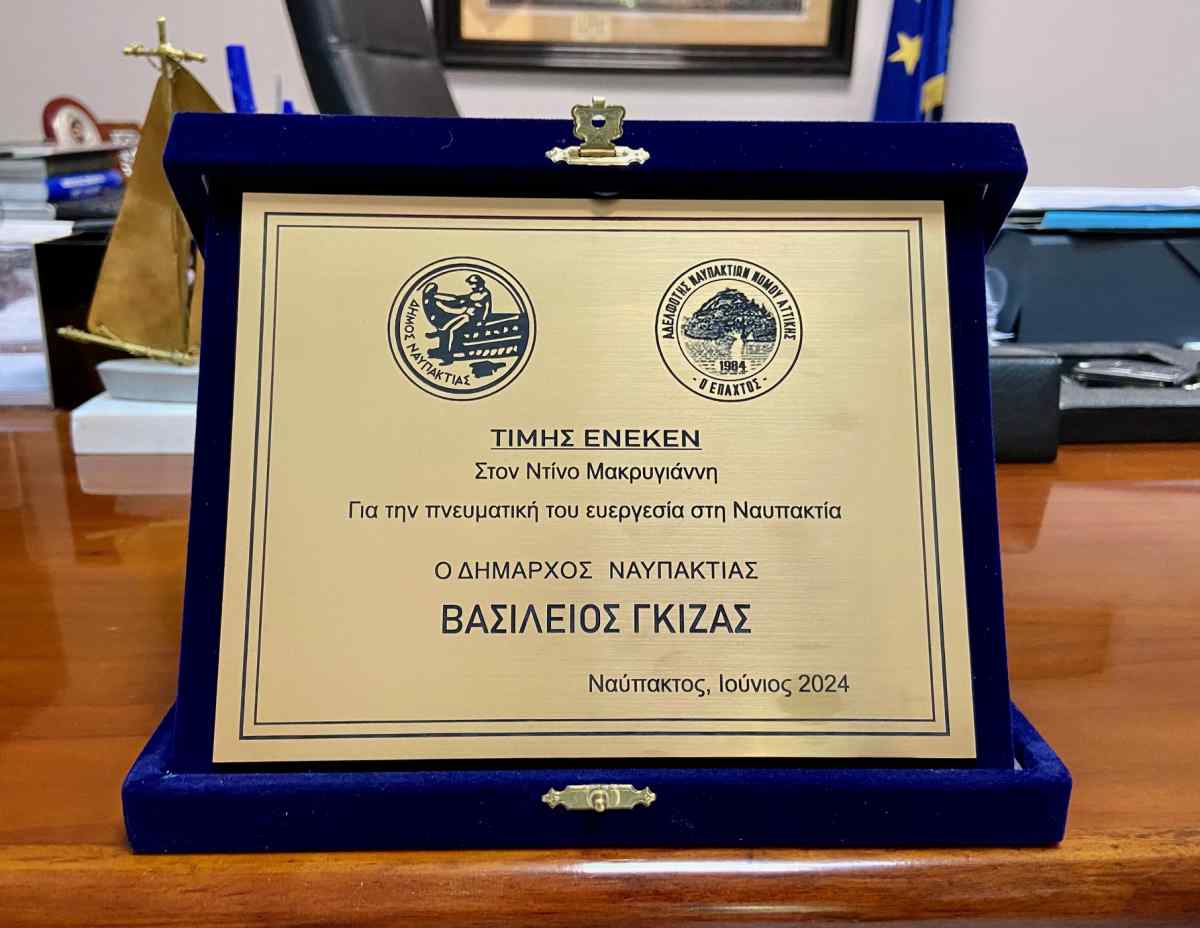 ΔΗΜΟΣ ΝΑΥΠΑΚΤΙΑΣ
ΑΔΕΛΦΟΤΗΣ ΝΑΥΠΑΚΤΙΩΝ ΝΟΜΟΥ ΑΤΤΙΚΗΣ
1984
- Ο ΕΠΑΧΤΟΣ -
ΤΙΜΗΣ ΕΝΕΚΕΝ
Στον Ντίνο Μακρυγιάννη
Για την πνευματική του ευεργεσία στη Ναυπακτία
Ο ΔΗΜΑΡΧΟΣ ΝΑΥΠΑΚΤΙΑΣ
ΒΑΣΙΛΕΙΟΣ ΓΚΙΖΑΣ
Ναύπακτος, Ιούνιος 2024